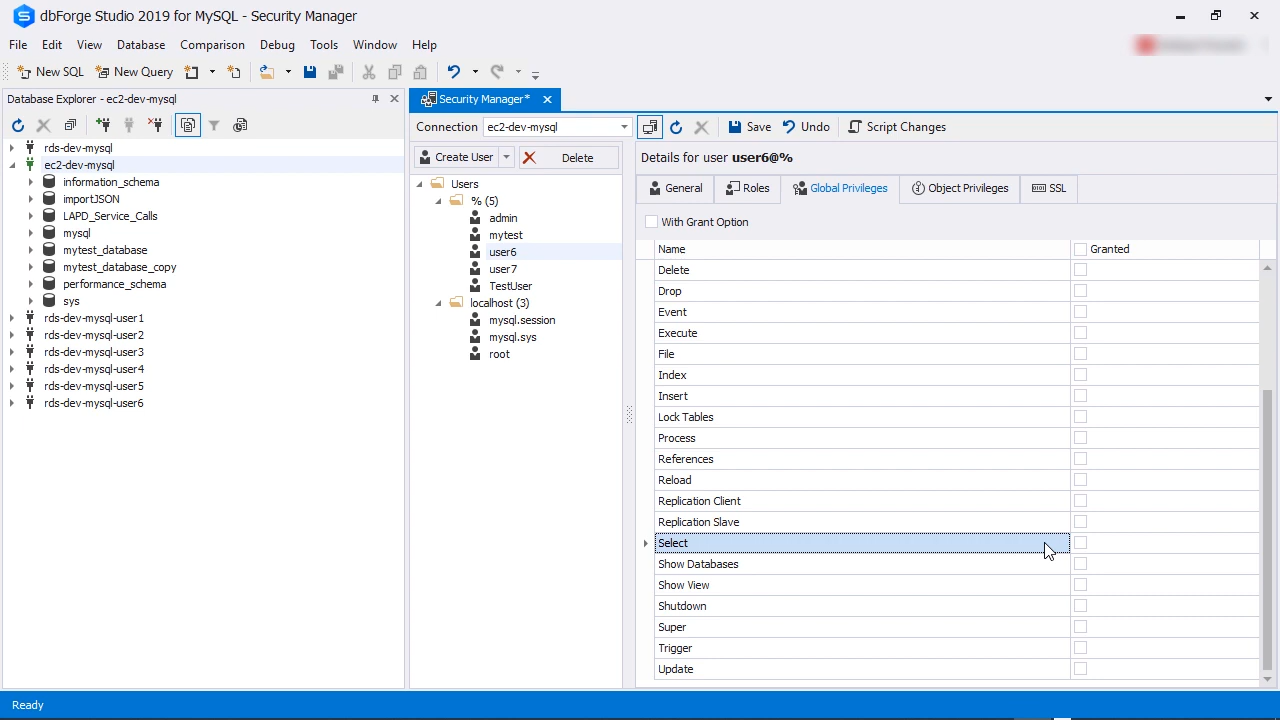 dbForge Studio 2019 for MySQL - Security Manager
File Edit View Database Comparison Debug Tools Window Help
New SQL New Query
Database Explorer - ec2-dev-mysql
rds-dev-mysql
ec2-dev-mysql
information_schema
importJSON
LAPD_Service_Calls
mysql
mytest_database
mytest_database_copy
performance_schema
sys
rds-dev-mysql-user1
rds-dev-mysql-user2
rds-dev-mysql-user3
rds-dev-mysql-user4
rds-dev-mysql-user5
rds-dev-mysql-user6
Security Manager*
Connection ec2-dev-mysql Save Undo Script Changes
Create User Delete
Users
% (5)
admin
mytest
user6
user7
TestUser
localhost (3)
mysql.session
mysql.sys
root
Details for user user6@%
General Roles Global Privileges Object Privileges SSL
With Grant Option
Name Granted
Delete
Drop
Event
Execute
File
Index
Insert
Lock Tables
Process
References
Reload
Replication Client
Replication Slave
Select
Show Databases
Show View
Shutdown
Super
Trigger
Update
Ready